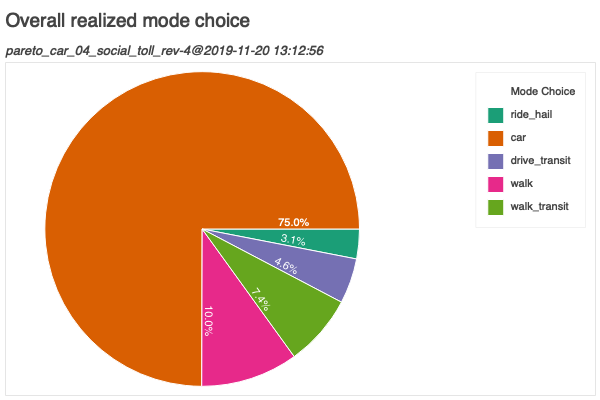 Overall realized mode choice
pareto_car_04_social_toll_rev-4@2019-11-20 13:12:56
Mode Choice
ride_hail
car
drive_transit
walk
walk_transit
75.0%
3.1%
4.6%
7.4%
10.0%